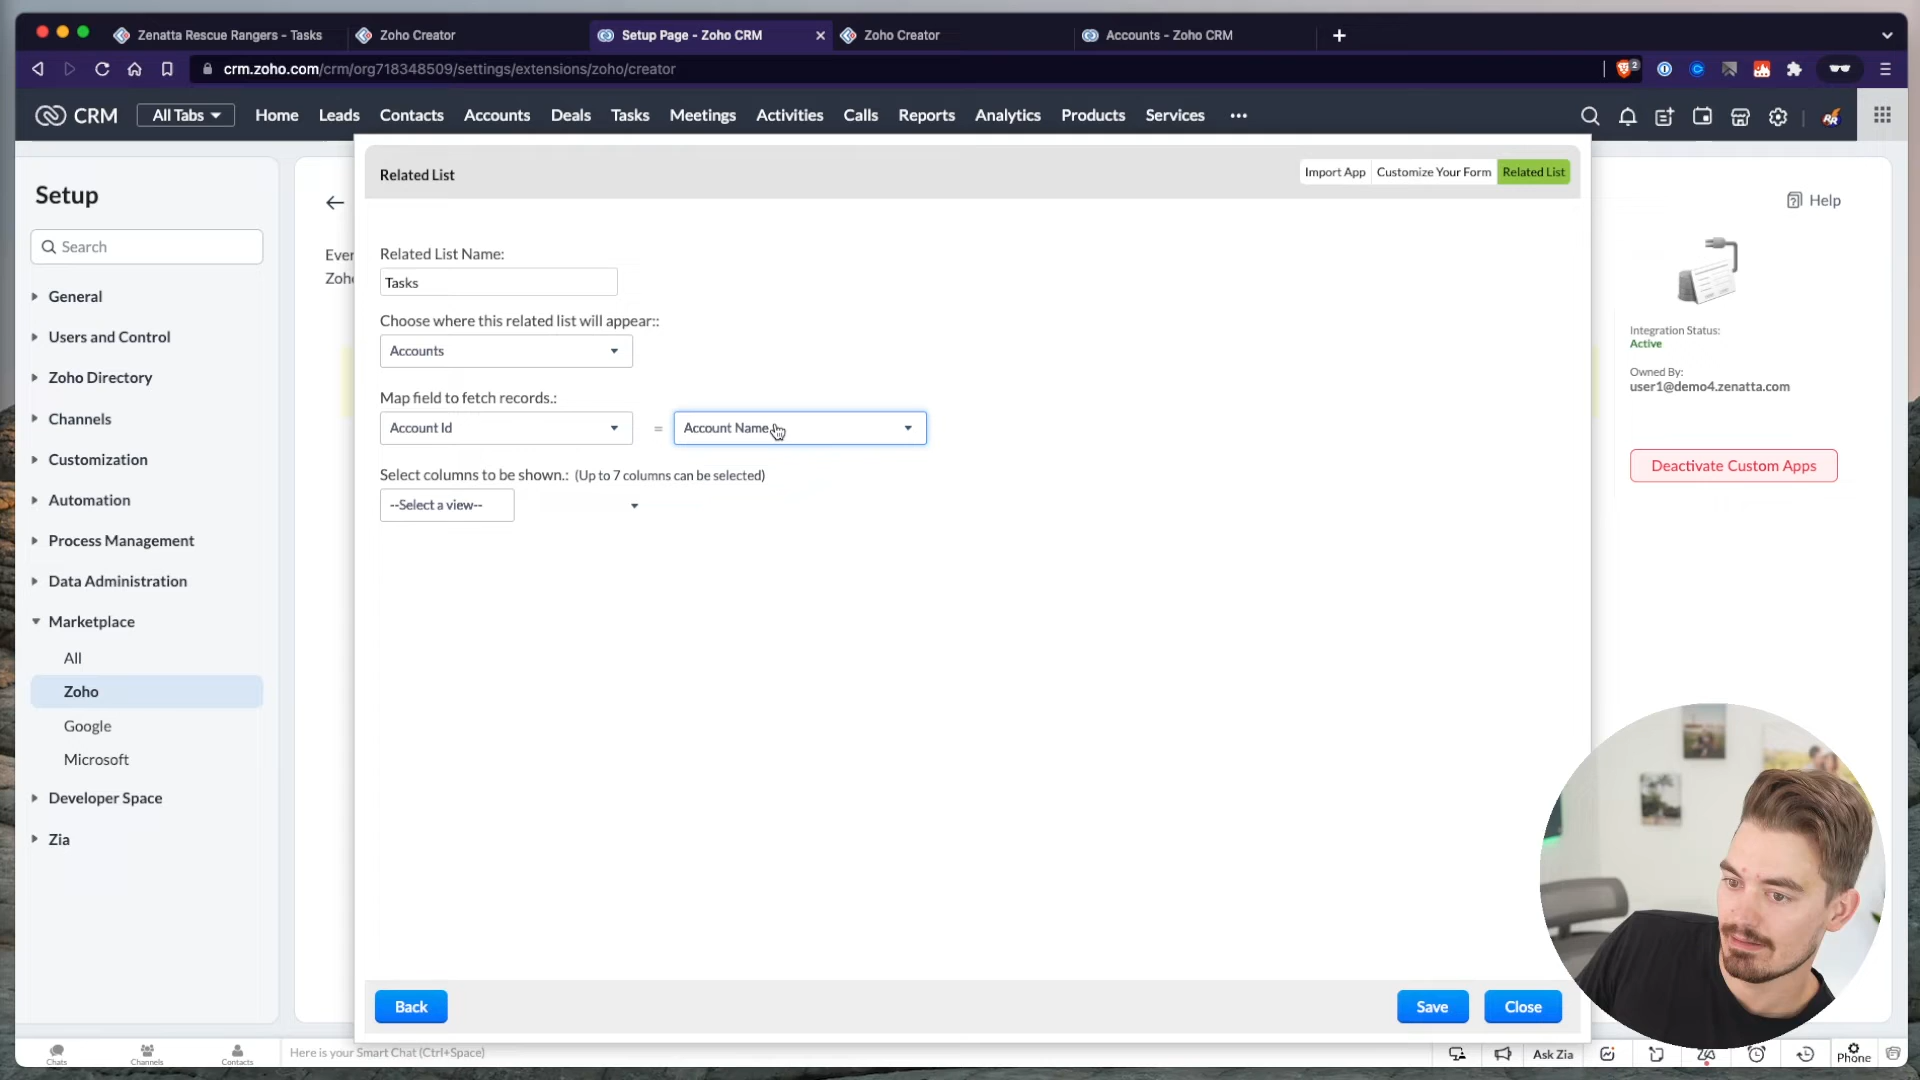 Zenatta Rescue Rangers - Tasks
Zoho Creator
Setup Page - Zoho CRM
Zoho Creator
Accounts - Zoho CRM
crm.zoho.com/crm/org718348509/settings/extensions/zoho/creator
2
CRM
All Tabs
Home
Leads
Contacts
Accounts
Deals
Tasks
Meetings
Activities
Calls
Reports
Analytics
Products
Services
Setup
Search
General
Users and Control
Zoho Directory
Channels
Customization
Automation
Process Management
Data Administration
Marketplace
All
Zoho
Google
Microsoft
Developer Space
Zia
Related List
Import App
Customize Your Form
Related List
Related List Name:
Tasks
Choose where this related list will appear::
Accounts
Map field to fetch records.:
Account Id
=
Account Name
Select columns to be shown.: (Up to 7 columns can be selected)
--Select a view--
Back
Save
Close
Help
Integration Status:
Active
Owned By:
user1@demo4.zenatta.com
Deactivate Custom Apps
Chats
Channels
Contacts
Here is your Smart Chat (Ctrl+Space)
Ask Zia
Phone